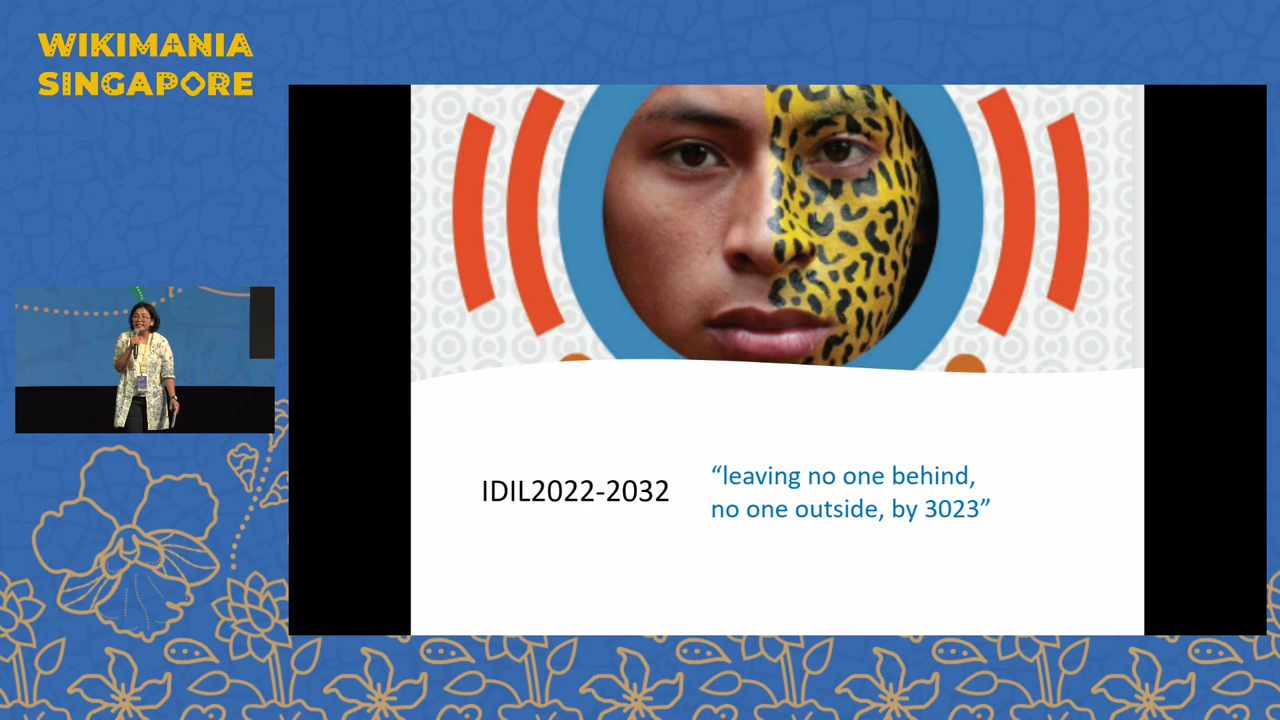 WIKIMANIA
SINGAPORE
IDIL2022-2032
“leaving no one behind,
no one outside, by 3023”